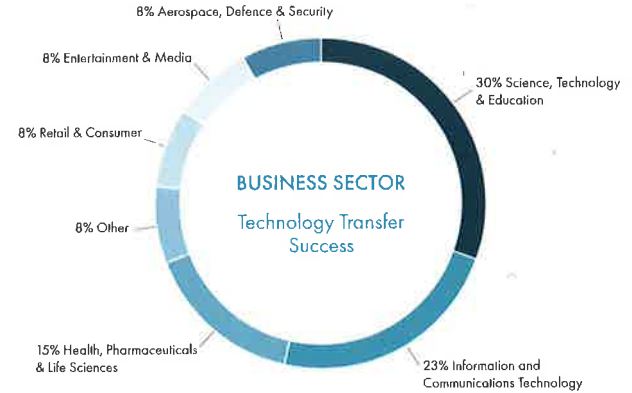 8% Aerospace, Defence & Security
8% Entertainment & Media
30% Science, Technology
& Education
8% Retail & Consumer
BUSINESS SECTOR
Technology Transfer
Success
8% Other
15% Health, Pharmaceuticals
& Life Sciences
23% Information and
Communications Technology